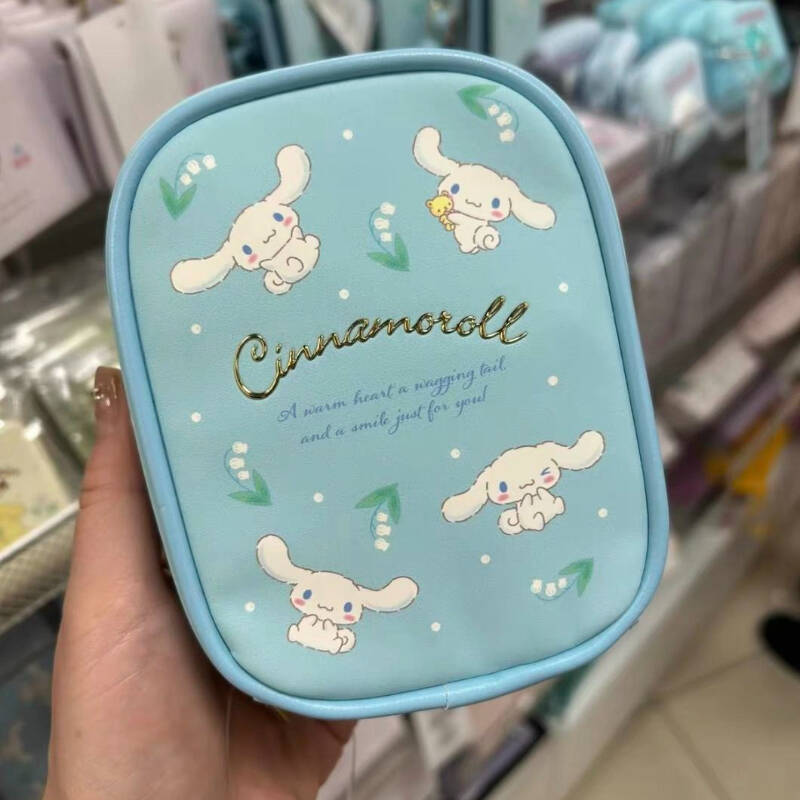 Cinnamoroll
A warm heart a wagging tail
and a smile just for you!